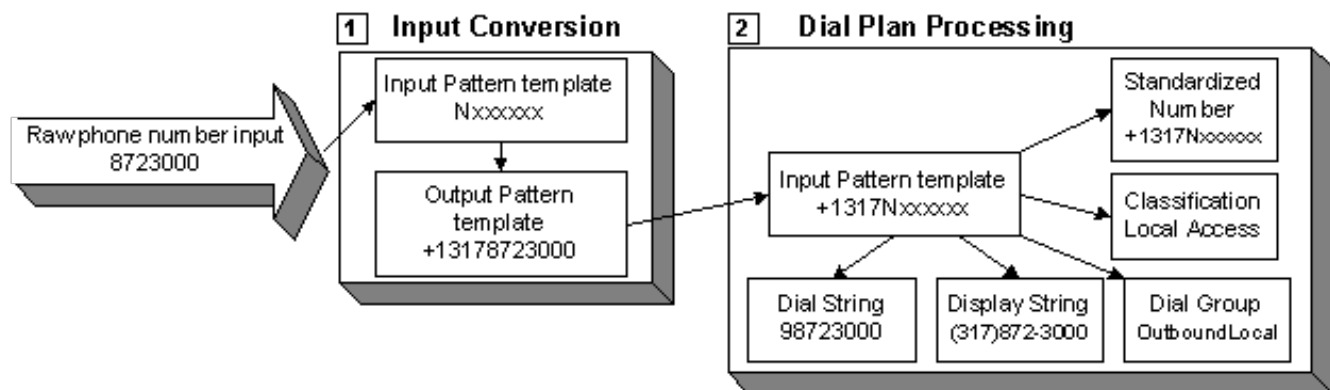 1 Input Conversion
2 Dial Plan Processing
Raw phone number input
8723000
Input Pattern template
Nxxxxxx
Output Pattern
template
+13178723000
Input Pattern template
+1317Nxxxxxx
Standardized
Number
+1317Nxxxxxx
Classification
Local Access
Dial String
98723000
Display String
(317)872-3000
Dial Group
OutboundLocal